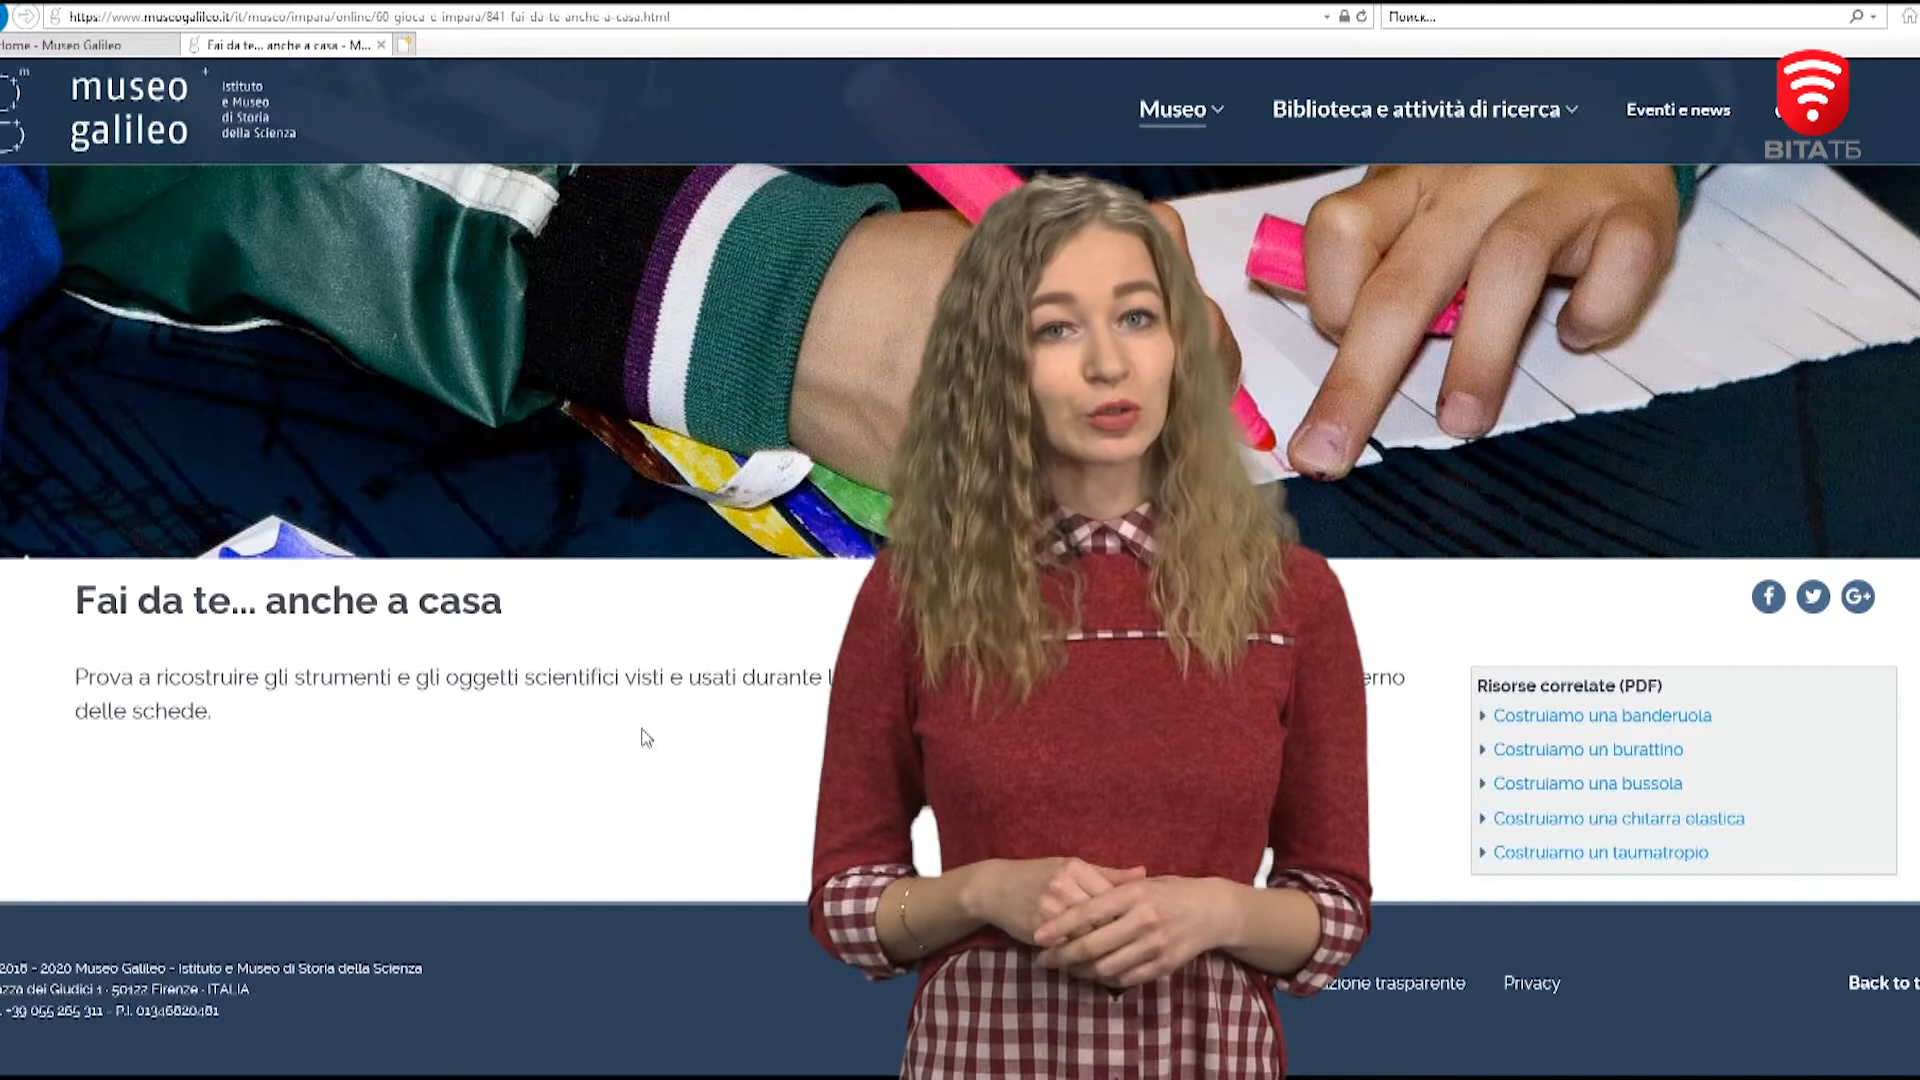 https://www.museogalileo.it/it/museo/impara/online/60-gioca-e-impara/841-fai-da-te-anche-a-casa.html
Поиск...
Home - Museo Galileo
Fai da te... anche a casa - M...
museo
galileo
Istituto
e Museo
di Storia
della Scienza
Museo
Biblioteca e attività di ricerca
Eventi e news
ВІТАТБ
Fai da te... anche a casa
Prova a ricostruire gli strumenti e gli oggetti scientifici visti e usati durante
delle schede.
Risorse correlate (PDF)
Costruiamo una banderuola
Costruiamo un burattino
Costruiamo una bussola
Costruiamo una chitarra elastica
Costruiamo un taumatropio
2016 - 2020 Museo Galileo - Istituto e Museo di Storia della Scienza
dei Giudici 1 · 50122 Firenze · ITALIA
+39 055 265 311 - P.I. 01346820481
trasparente
Privacy
Back to t